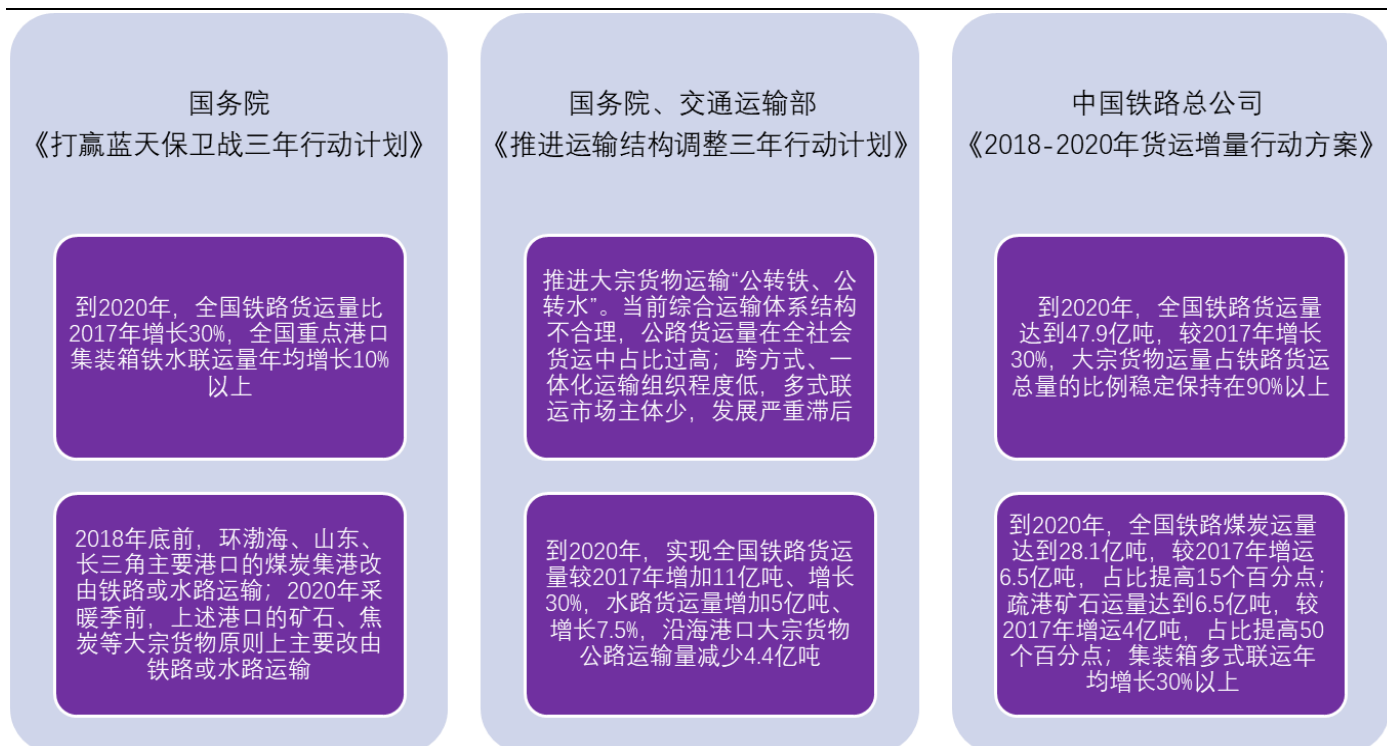 国务院
《打赢蓝天保卫战三年行动计划》
到2020年，全国铁路货运量比
2017年增长30%，全国重点港口
集装箱铁水联运量年均增长10%
以上
2018年底前，环渤海、山东、
长三角主要港口的煤炭集港改
由铁路或水路运输；2020年采
暖季前，上述港口的矿石、焦
炭等大宗货物原则上主要改由
铁路或水路运输
国务院、交通运输部
《推进运输结构调整三年行动计划》
推进大宗货物运输“公转铁、公
转水”。当前综合运输体系结构
不合理，公路货运量在全社会
货运中占比过高；跨方式、一
体化运输组织程度低，多式联
运市场主体少，发展严重滞后
到2020年，实现全国铁路货运
量较2017年增加11亿吨、增长
30%，水路货运量增加5亿吨、
增长7.5%，沿海港口大宗货物
公路运输量减少4.4亿吨
中国铁路总公司
《2018-2020年货运增量行动方案》
到2020年，全国铁路货运量
达到47.9亿吨，较2017年增长
30%，大宗货物运量占铁路货运
总量的比例稳定保持在90%以上
到2020年，全国铁路煤炭运量
达到28.1亿吨，较2017年增运
6.5亿吨，占比提高15个百分点；
疏港矿石运量达到6.5亿吨，较
2017年增运4亿吨，占比提高50
个百分点；集装箱多式联运年
均增长30%以上